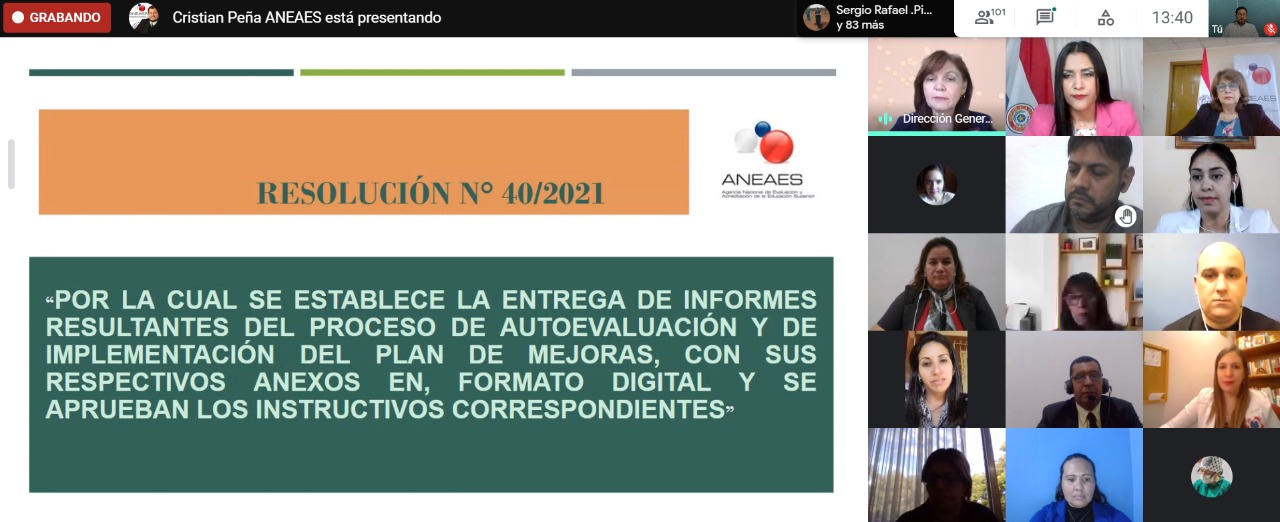 GRABANDO
Cristian Peña ANEAES está presentando
Sergio Rafael .Pi...
y 83 más
101
13:40
Tú
RESOLUCIÓN N° 40/2021
ANEAES
Agencia Nacional de Evaluación y
Acreditación de la Educación Superior
“POR LA CUAL SE ESTABLECE LA ENTREGA DE INFORMES
RESULTANTES DEL PROCESO DE AUTOEVALUACIÓN Y DE
IMPLEMENTACIÓN DEL PLAN DE MEJORAS, CON SUS
RESPECTIVOS ANEXOS EN, FORMATO DIGITAL Y SE
APRUEBAN LOS INSTRUCTIVOS CORRESPONDIENTES”
Dirección Gener...
ANEAES